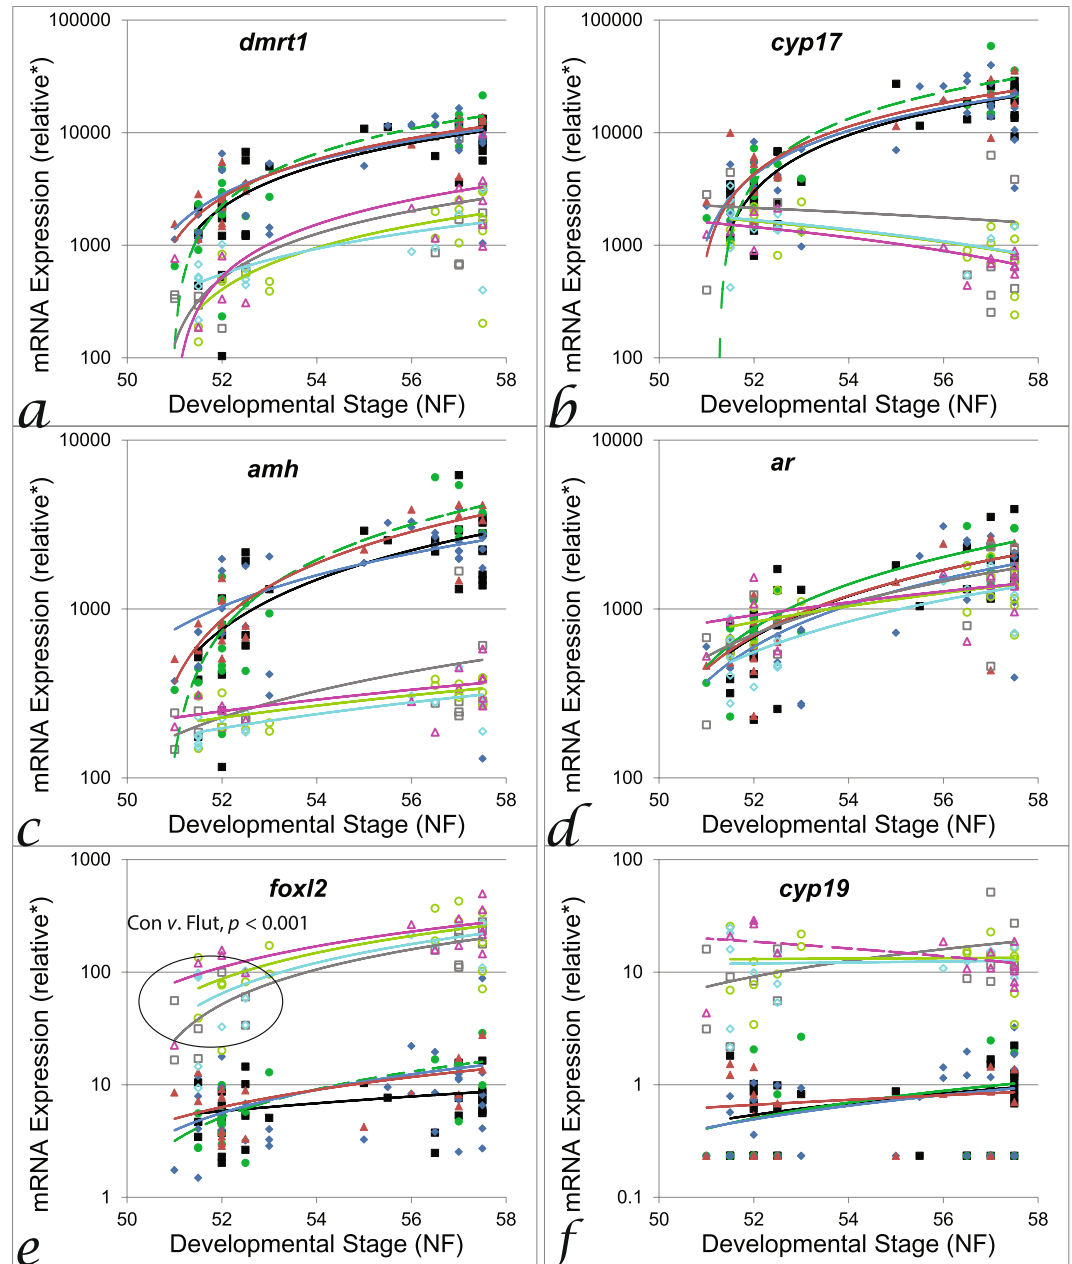 dmrt1
mRNA Expression (relative*)
100000
10000
1000
100
50 52 54 56 58
Developmental Stage (NF)
a
cyp17
mRNA Expression (relative*)
100000
10000
1000
100
50 52 54 56 58
Developmental Stage (NF)
b
amh
mRNA Expression (relative*)
10000
1000
100
50 52 54 56 58
Developmental Stage (NF)
c
ar
mRNA Expression (relative*)
10000
1000
100
50 52 54 56 58
Developmental Stage (NF)
d
foxl2
Con v. Flut, p < 0.001
mRNA Expression (relative*)
1000
100
10
1
50 52 54 56 58
Developmental Stage (NF)
e
cyp19
mRNA Expression (relative*)
100
10
1
0.1
50 52 54 56 58
Developmental Stage (NF)
f